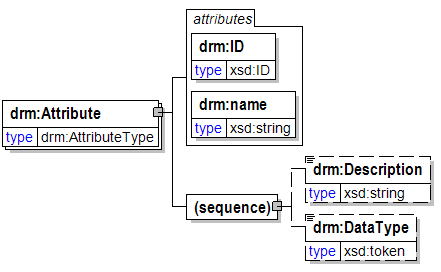 attributes
drm:ID
type xsd:ID
drm:name
type xsd:string
drm:Attribute
type drm:AttributeType
(sequence)
drm:Description
type xsd:string
drm:DataType
type xsd:token